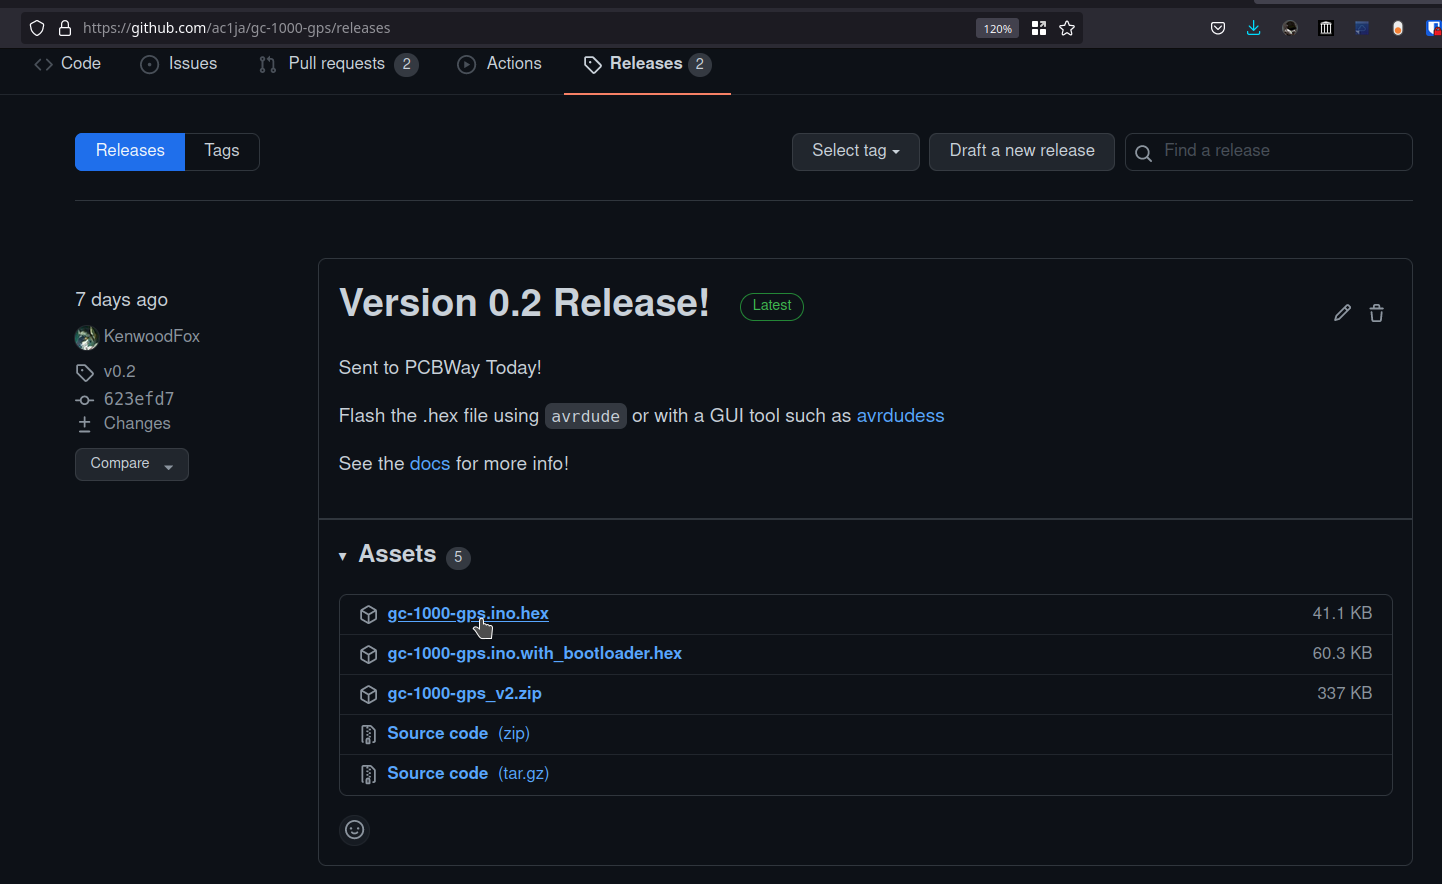 https://github.com/ac1ja/gc-1000-gps/releases 120%
Code Issues Pull requests 2 Actions Releases 2
Releases Tags Select tag Draft a new release Find a release
7 days ago
KenwoodFox
v0.2
623efd7
Changes
Compare
Version 0.2 Release! Latest
Sent to PCBWay Today!
Flash the .hex file using avrdude or with a GUI tool such as avrdudess
See the docs for more info!
Assets 5
gc-1000-gps.ino.hex 41.1 KB
gc-1000-gps.ino.with_bootloader.hex 60.3 KB
gc-1000-gps_v2.zip 337 KB
Source code (zip)
Source code (tar.gz)